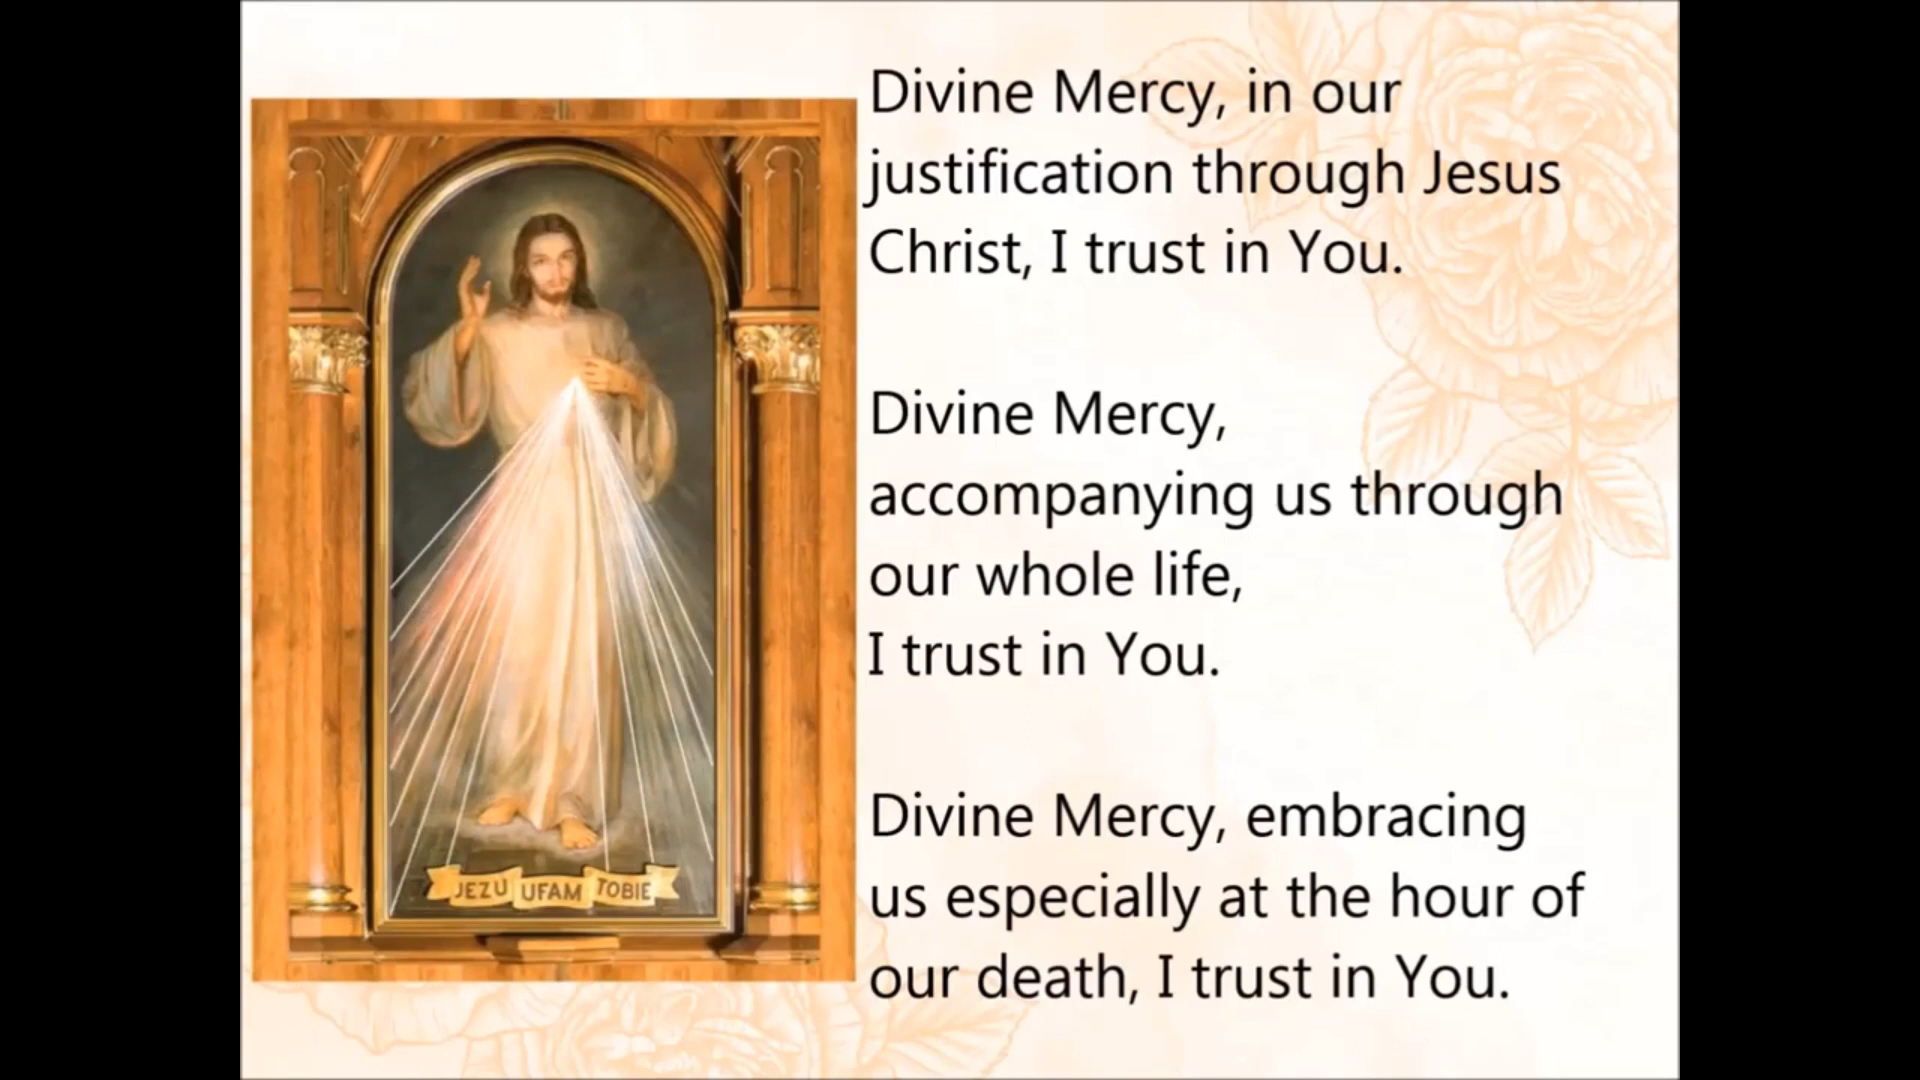 Divine Mercy, in our
justification through Jesus
Christ, I trust in You.
Divine Mercy,
accompanying us through
our whole life,
I trust in You.
Divine Mercy, embracing
us especially at the hour of
our death, I trust in You.
JEZU UFAM TOBIE